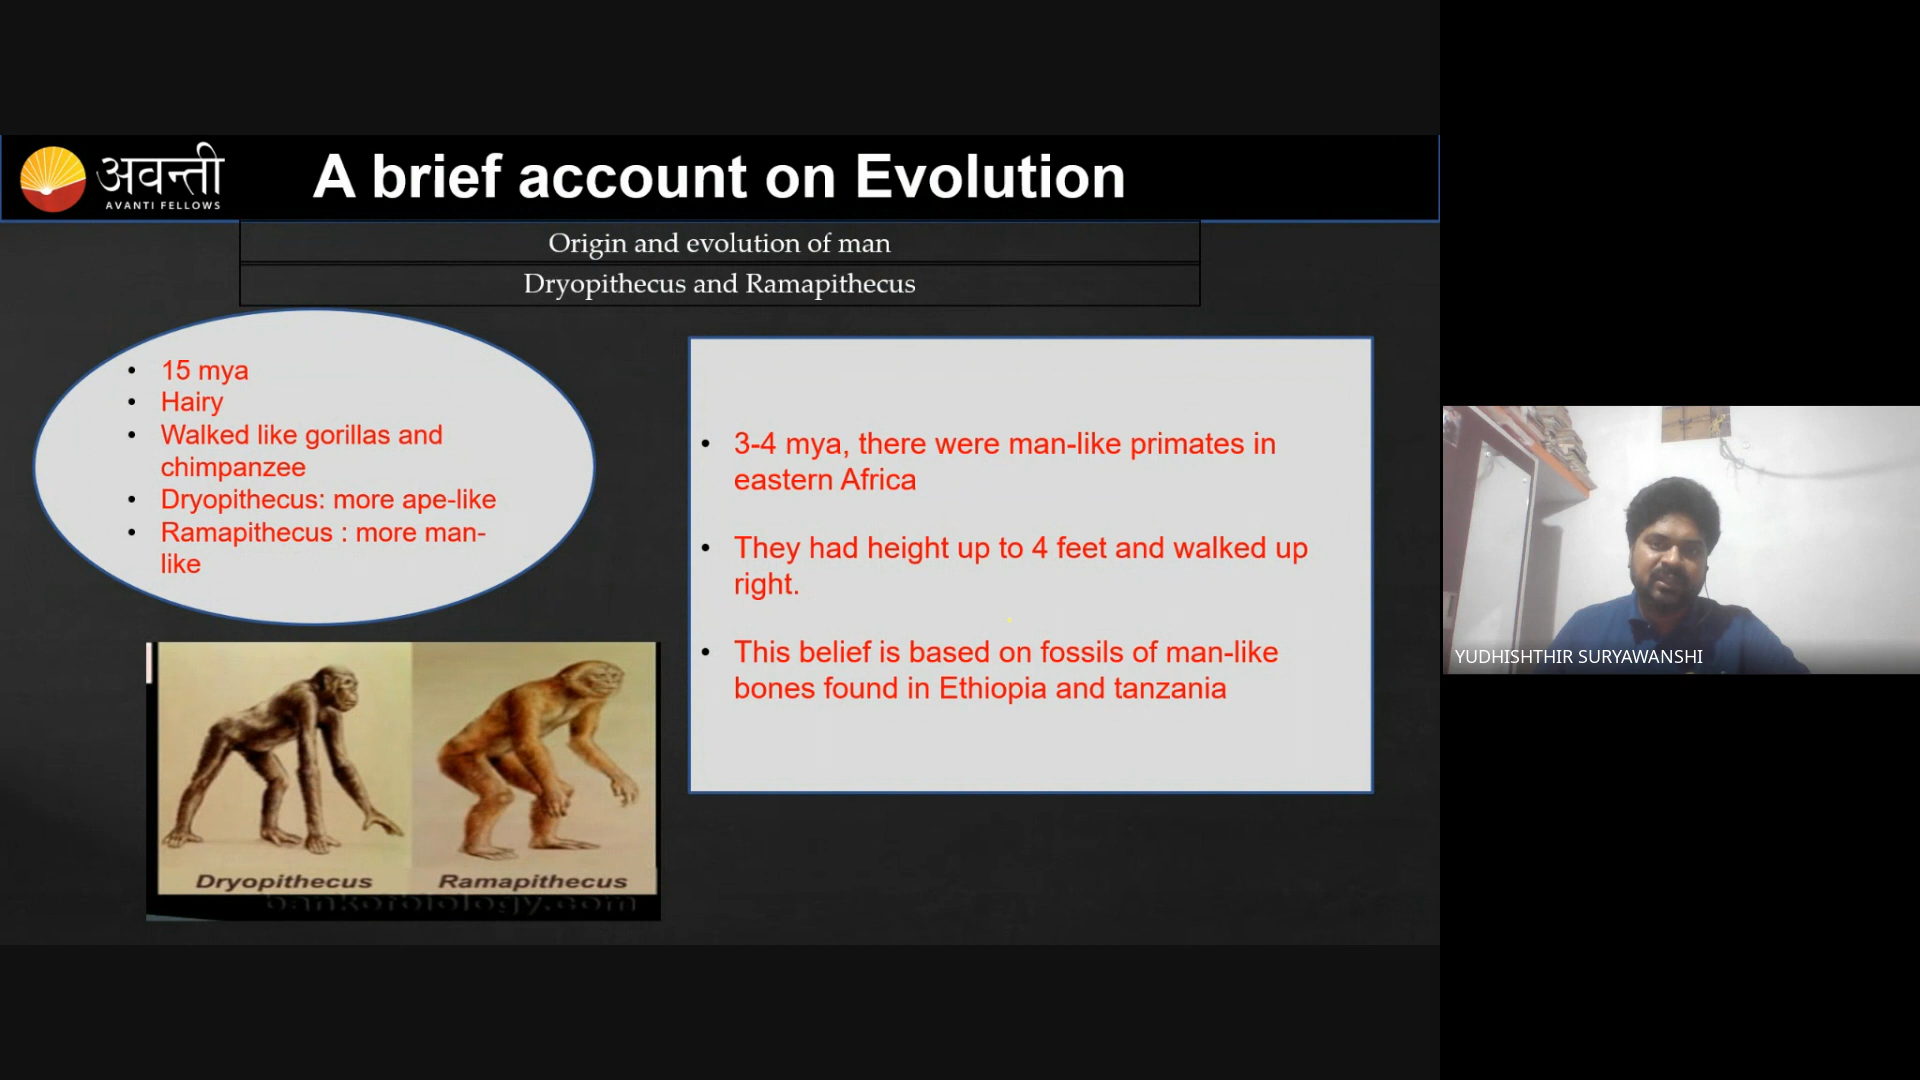 अवन्ती
AVANTI FELLOWS
A brief account on Evolution
Origin and evolution of man
Dryopithecus and Ramapithecus
• 15 mya
• Hairy
• Walked like gorillas and
chimpanzee
• Dryopithecus: more ape-like
• Ramapithecus : more man-
like
• 3-4 mya, there were man-like primates in
eastern Africa
• They had height up to 4 feet and walked up
right.
• This belief is based on fossils of man-like
bones found in Ethiopia and tanzania
Dryopithecus
Ramapithecus
bankofbiology.com
YUDHISHTHIR SURYAWANSHI